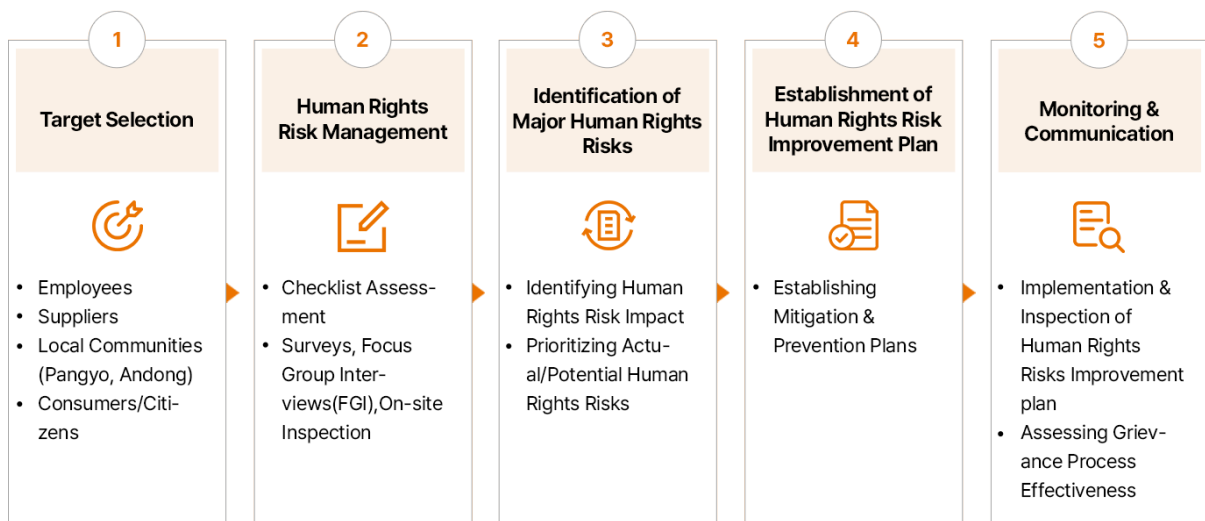 1
Target Selection
• Employees
• Suppliers
• Local Communities
(Pangyo, Andong)
• Consumers/Citi-
zens
2
Human Rights
Risk Management
• Checklist Assess-
ment
• Surveys, Focus
Group Inter-
views(FGI),On-site
Inspection
3
Identification of
Major Human Rights
Risks
• Identifying Human
Rights Risk Impact
• Prioritizing Actu-
al/Potential Human
Rights Risks
4
Establishment of
Human Rights Risk
Improvement Plan
• Establishing
Mitigation &
Prevention Plans
5
Monitoring &
Communication
• Implementation &
Inspection of
Human Rights
Risks Improvement
plan
• Assessing Griev-
ance Process
Effectiveness